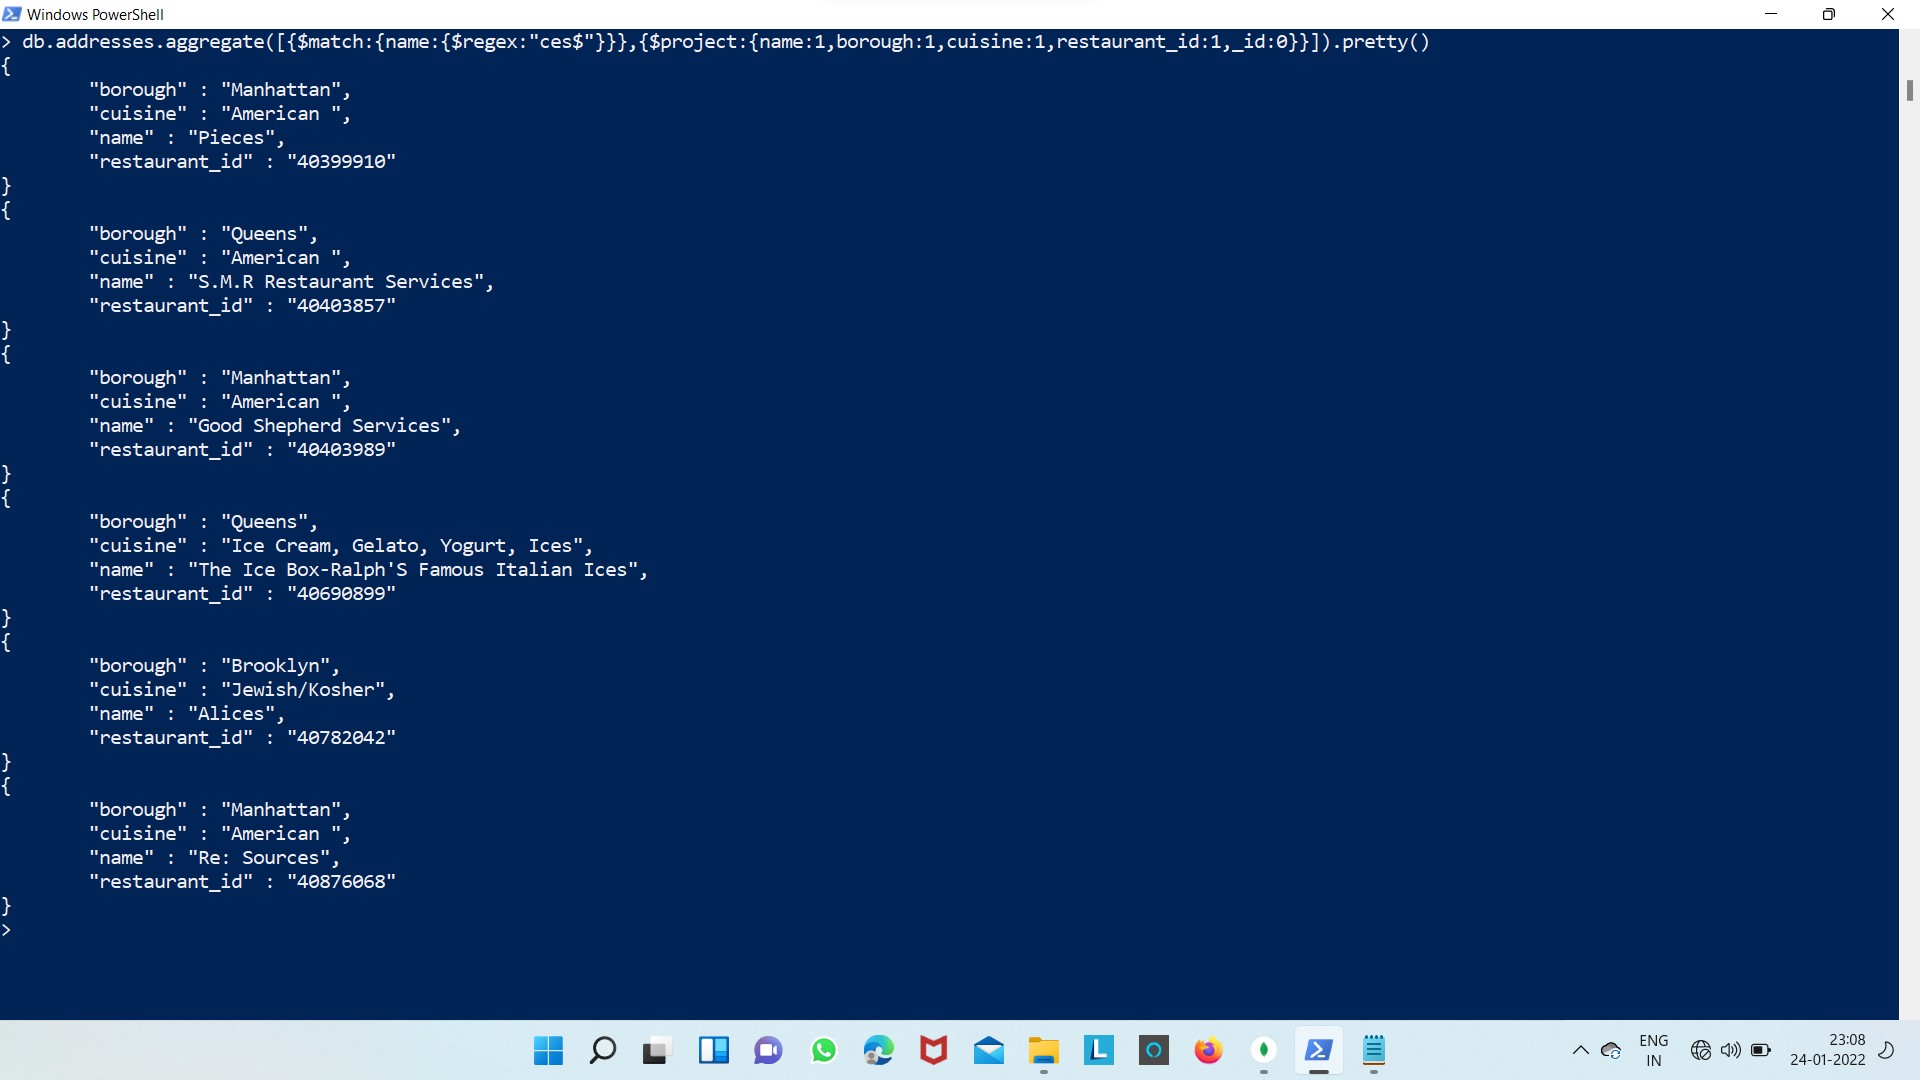 Windows PowerShell
> db.addresses.aggregate([{$match:{name:{$regex:"ces$"}}},{$project:{name:1,borough:1,cuisine:1,restaurant_id:1,_id:0}}]).pretty()
{
"borough" : "Manhattan",
"cuisine" : "American ",
"name" : "Pieces",
"restaurant_id" : "40399910"
}
{
"borough" : "Queens",
"cuisine" : "American ",
"name" : "S.M.R Restaurant Services",
"restaurant_id" : "40403857"
}
{
"borough" : "Manhattan",
"cuisine" : "American ",
"name" : "Good Shepherd Services",
"restaurant_id" : "40403989"
}
{
"borough" : "Queens",
"cuisine" : "Ice Cream, Gelato, Yogurt, Ices",
"name" : "The Ice Box-Ralph'S Famous Italian Ices",
"restaurant_id" : "40690899"
}
{
"borough" : "Brooklyn",
"cuisine" : "Jewish/Kosher",
"name" : "Alices",
"restaurant_id" : "40782042"
}
{
"borough" : "Manhattan",
"cuisine" : "American ",
"name" : "Re: Sources",
"restaurant_id" : "40876068"
}
>
L
ENG
IN
23:08
24-01-2022